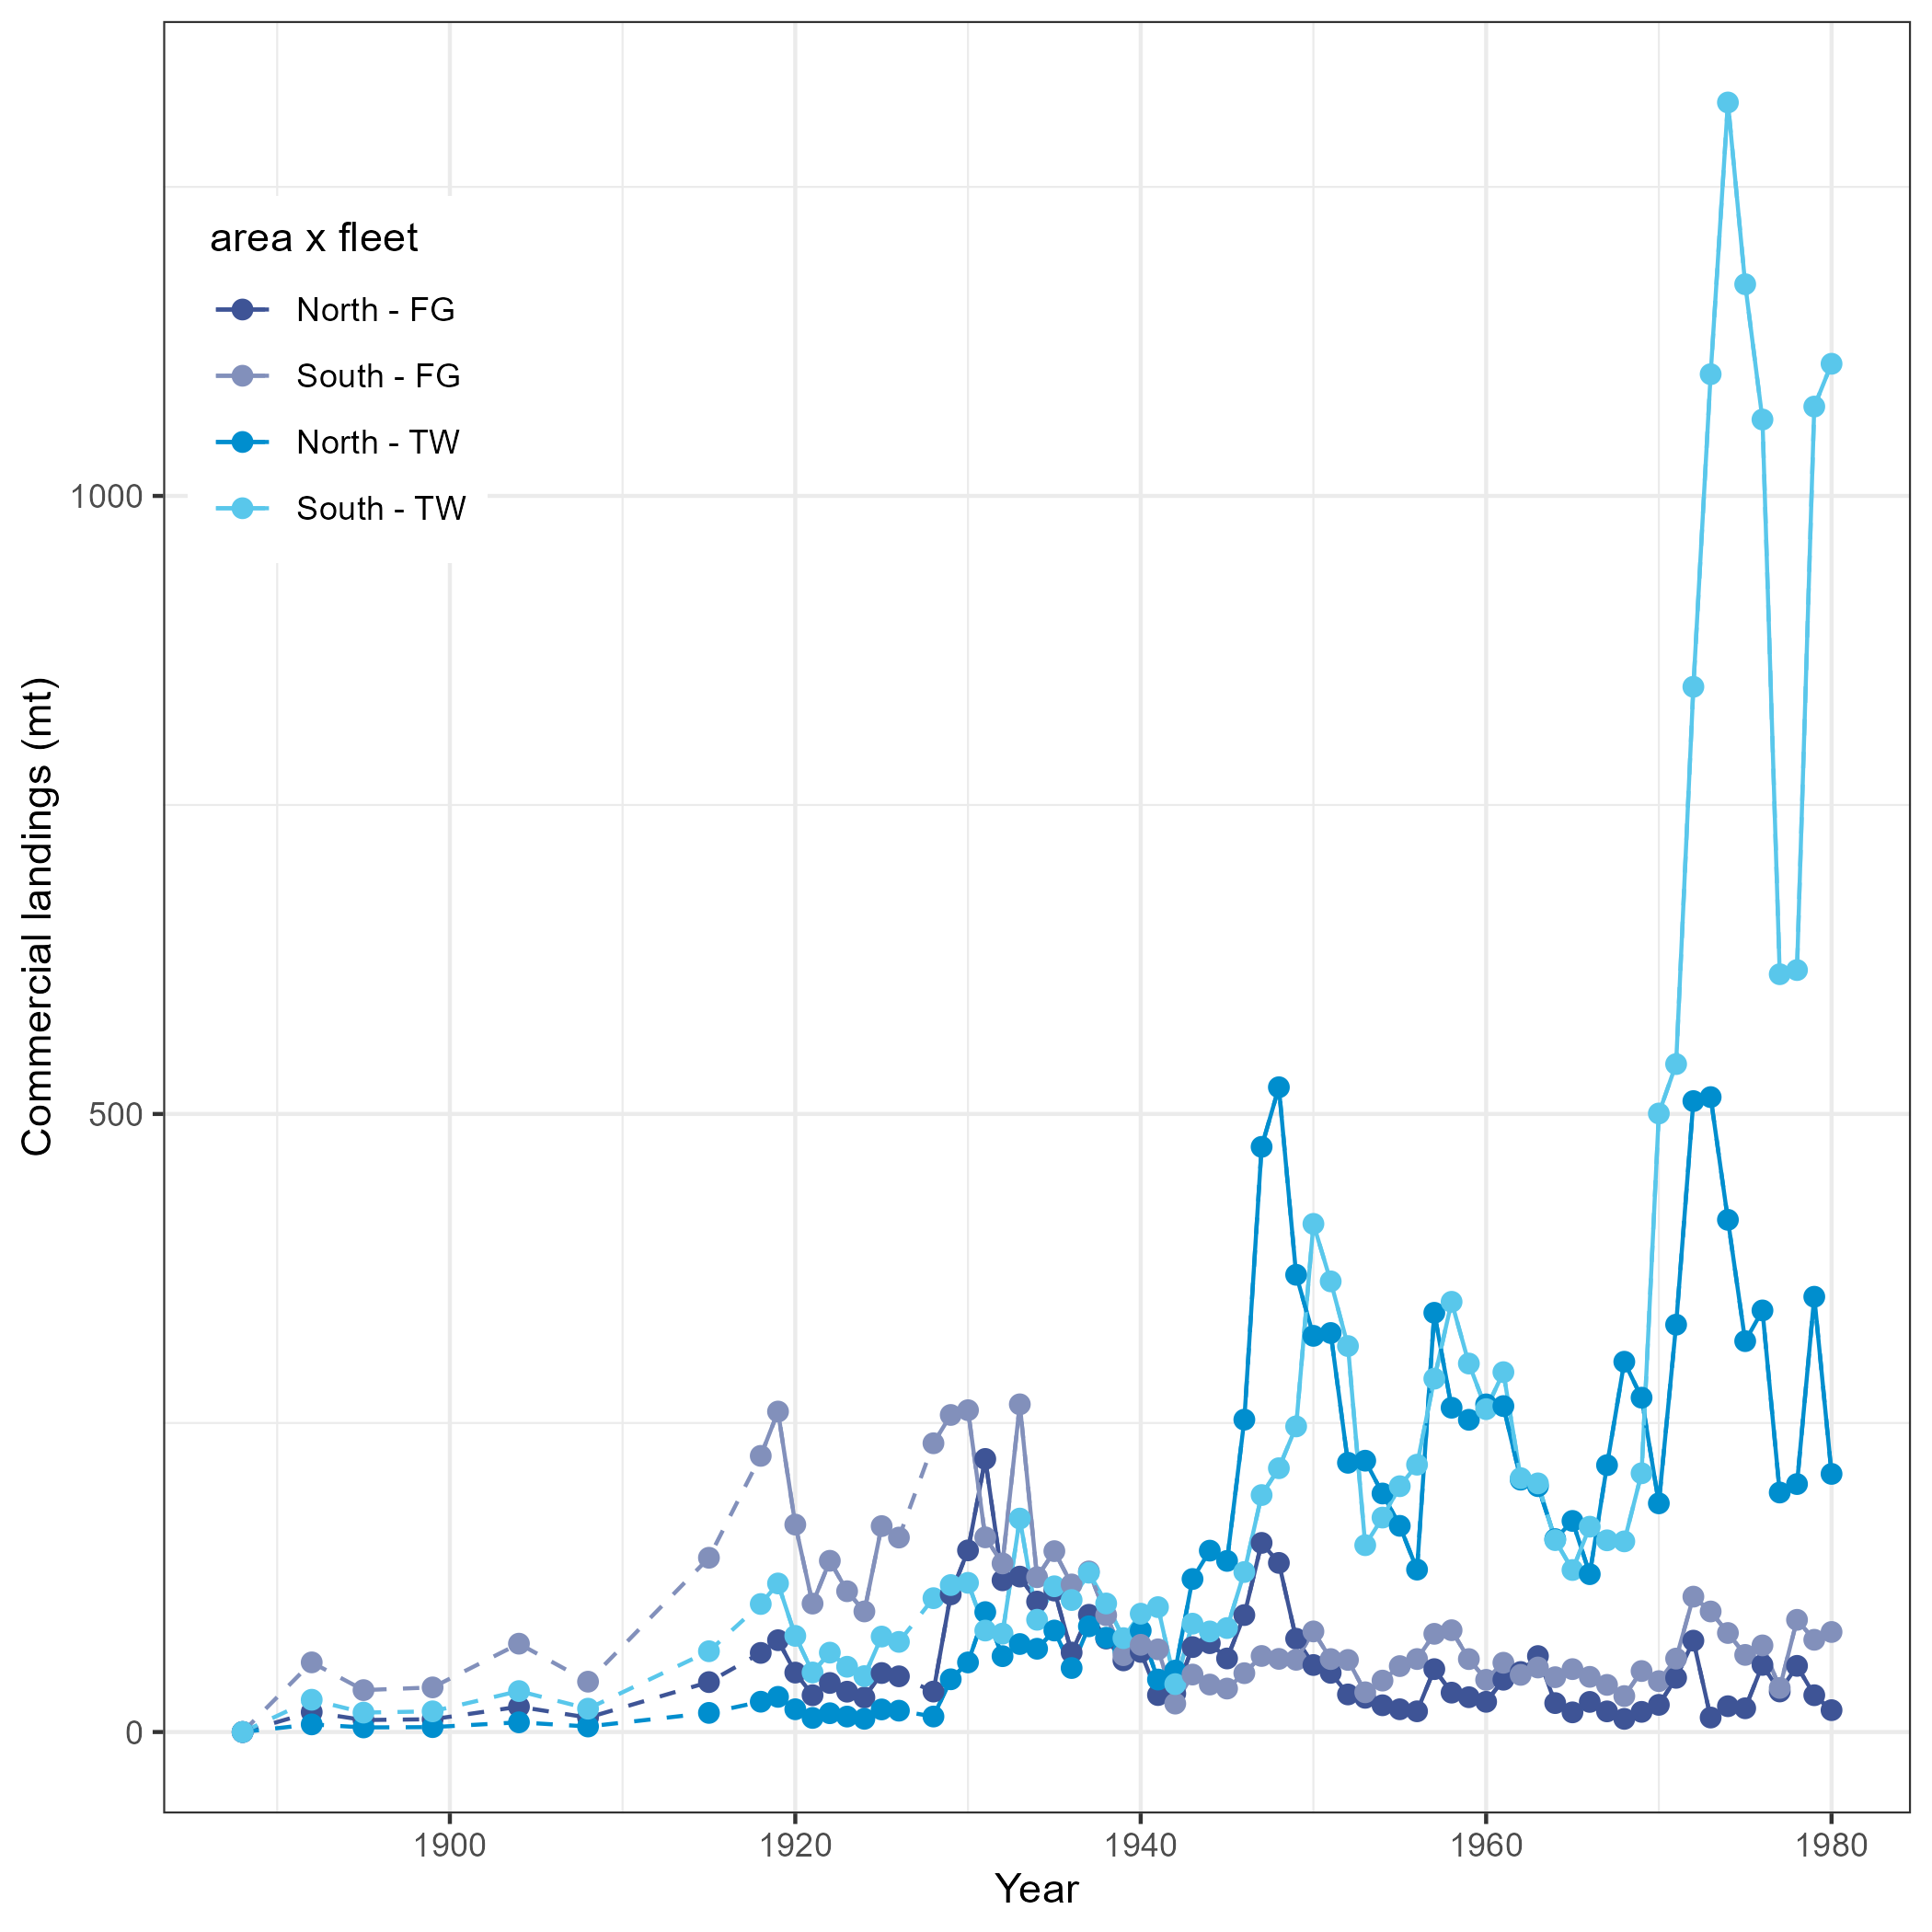 area x fleet
North - FG
South - FG
North - TW
South - TW
Commercial landings (mt)
1000
500
0
1900
1920
1940
1960
1980
Year